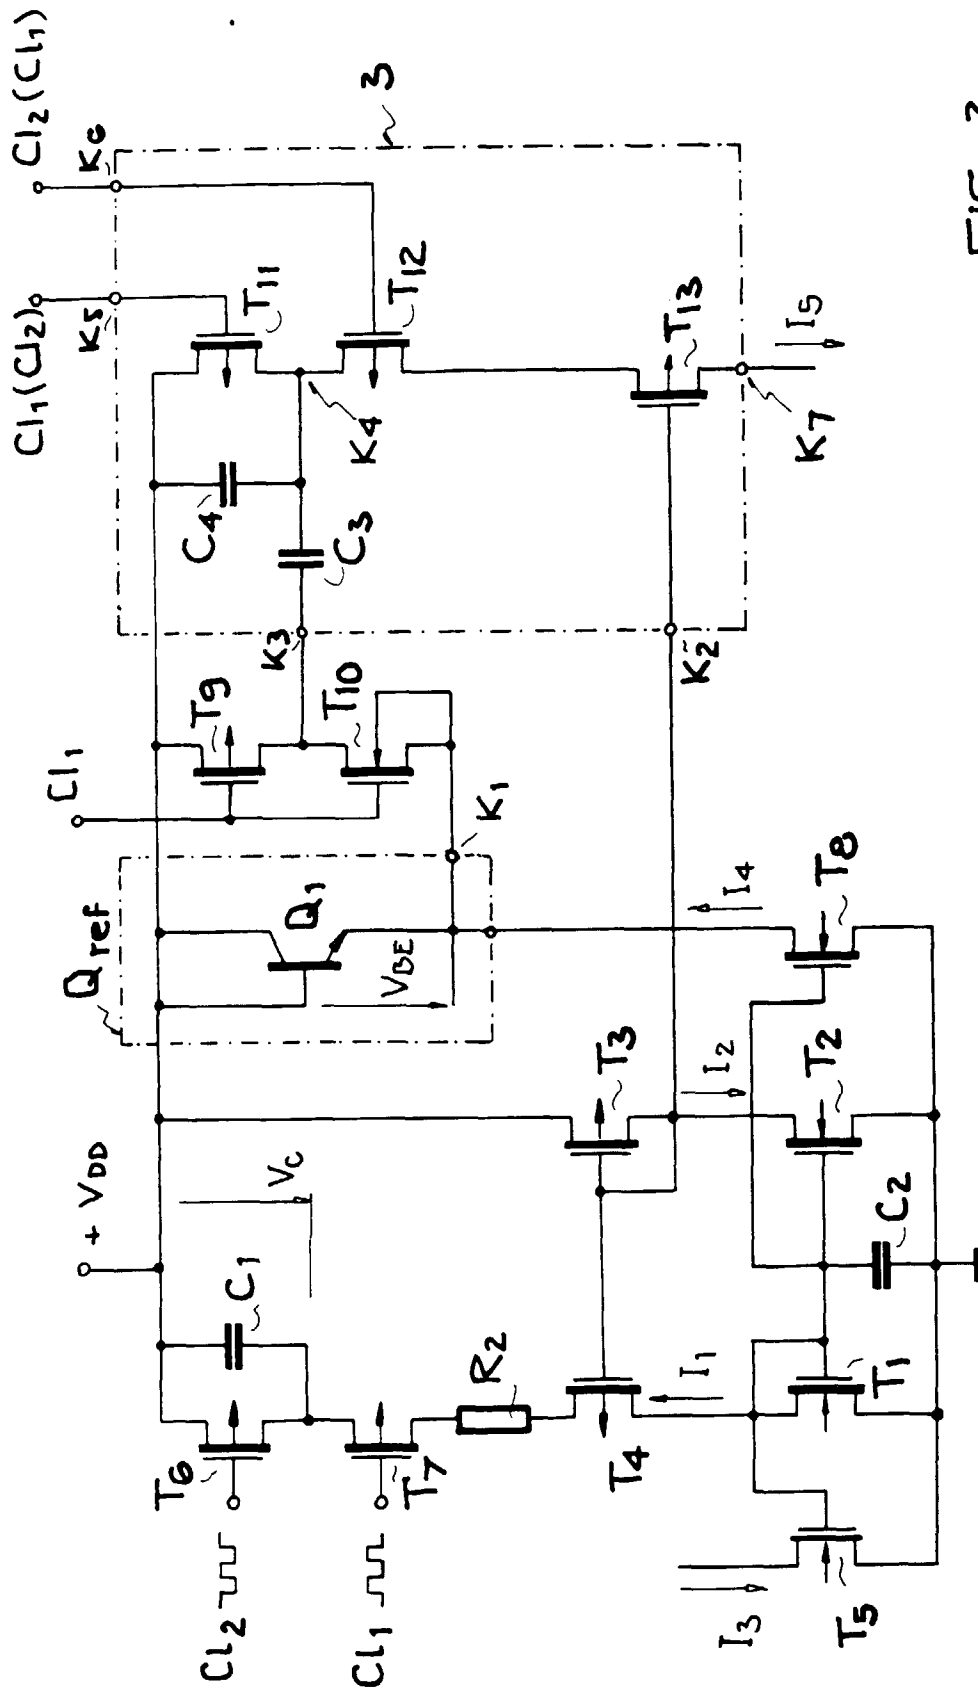 Cl₁(Cl₂)
Cl₂(Cl₁)
K₅
K₆
3
T₁₁
T₁₂
K₄
C₄
C₃
K₃
T₁₃
I₅
K₇
K₂
Cl₁
T₉
T₁₀
K₁
Qref
Q₁
VBE
I₄
T₈
T₃
I₂
T₂
+ VDD
VC
C₁
C₂
R₂
I₁
T₁
T₆
T₇
T₄
Cl₂
Cl₁
I₃
T₅